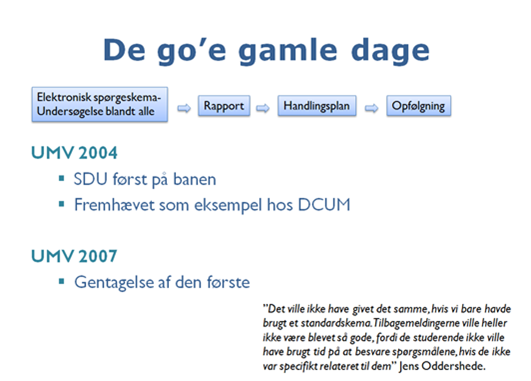 De go'e gamle dage
Elektronisk spørgeskema-
Undersøgelse blandt alle
Rapport
Handlingsplan
Opfølgning
UMV 2004
▪ SDU først på banen
▪ Fremhævet som eksempel hos DCUM
UMV 2007
▪ Gentagelse af den første
"Det ville ikke have givet det samme, hvis vi bare havde
brugt et standardskema. Tilbagemeldingerne ville heller
ikke være blevet så gode, fordi de studerende ikke ville
have brugt tid på at besvare spørgsmålene, hvis de ikke
var specifikt relateret til dem" Jens Oddershede.